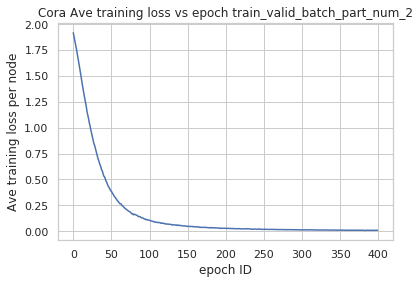 Cora Ave training loss vs epoch train_valid_batch_part_num_2
Ave training loss per node
2.00
1.75
1.50
1.25
1.00
0.75
0.50
0.25
0.00
0 50 100 150 200 250 300 350 400
epoch ID